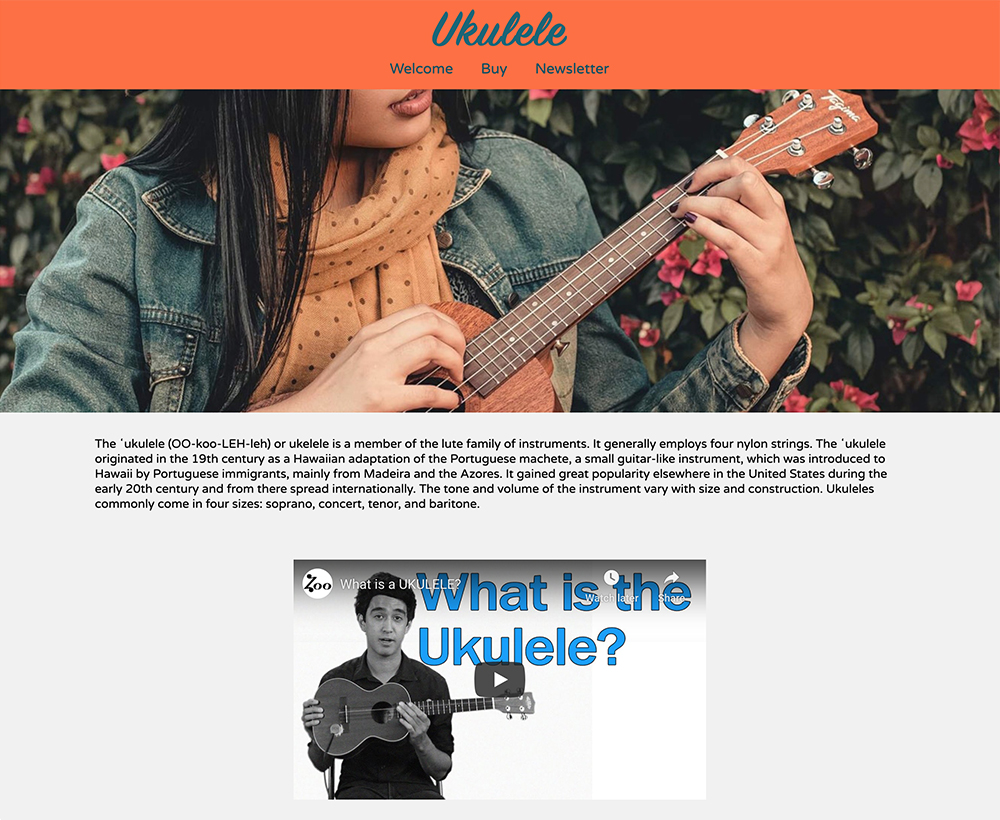 Ukulele
Welcome Buy Newsletter
Tagima
The ʻukulele (OO-koo-LEH-leh) or ukelele is a member of the lute family of instruments. It generally employs four nylon strings. The ʻukulele
originated in the 19th century as a Hawaiian adaptation of the Portuguese machete, a small guitar-like instrument, which was introduced to
Hawaii by Portuguese immigrants, mainly from Madeira and the Azores. It gained great popularity elsewhere in the United States during the
early 20th century and from there spread internationally. The tone and volume of the instrument vary with size and construction. Ukuleles
commonly come in four sizes: soprano, concert, tenor, and baritone.
Zoo
What is a UKULELE?
Watch later Share
What is the
Ukulele?